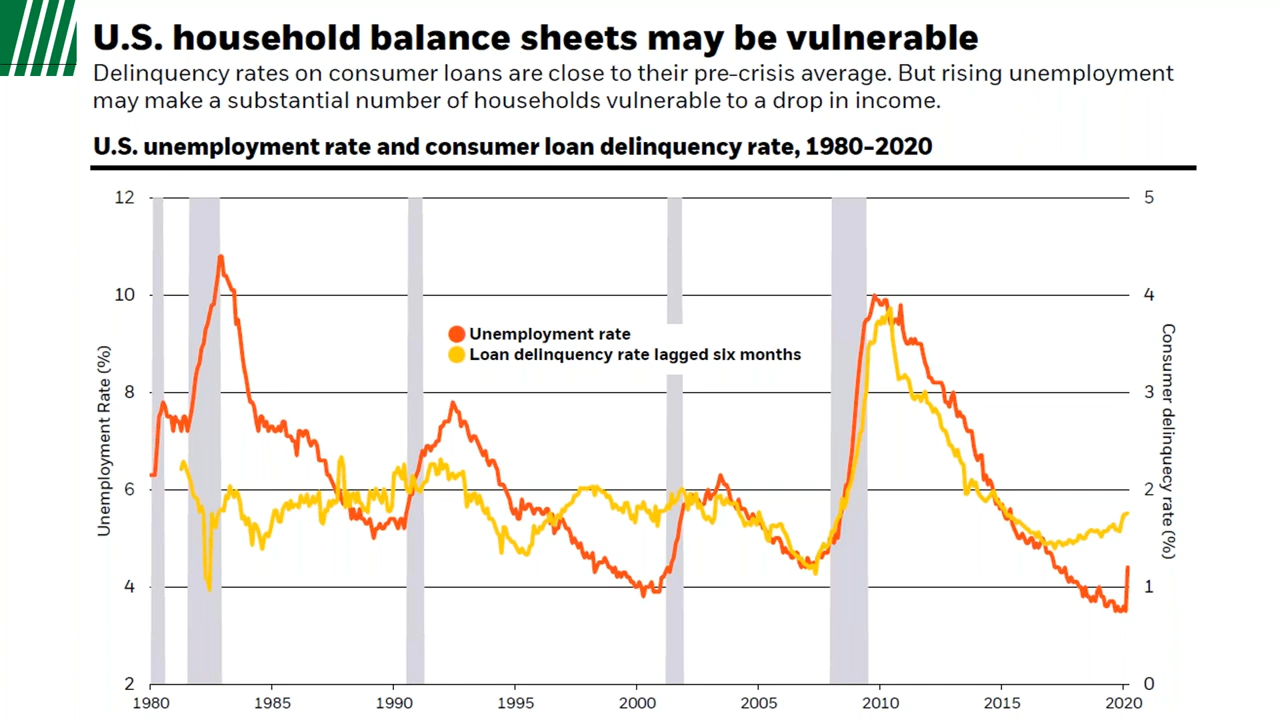 U.S. household balance sheets may be vulnerable
Delinquency rates on consumer loans are close to their pre-crisis average. But rising unemployment
may make a substantial number of households vulnerable to a drop in income.
U.S. unemployment rate and consumer loan delinquency rate, 1980–2020
12
10
8
6
4
2
Unemployment Rate (%)
Unemployment rate
Loan delinquency rate lagged six months
5
4
3
2
1
0
Consumer delinquency rate (%)
1980
1985
1990
1995
2000
2005
2010
2015
2020